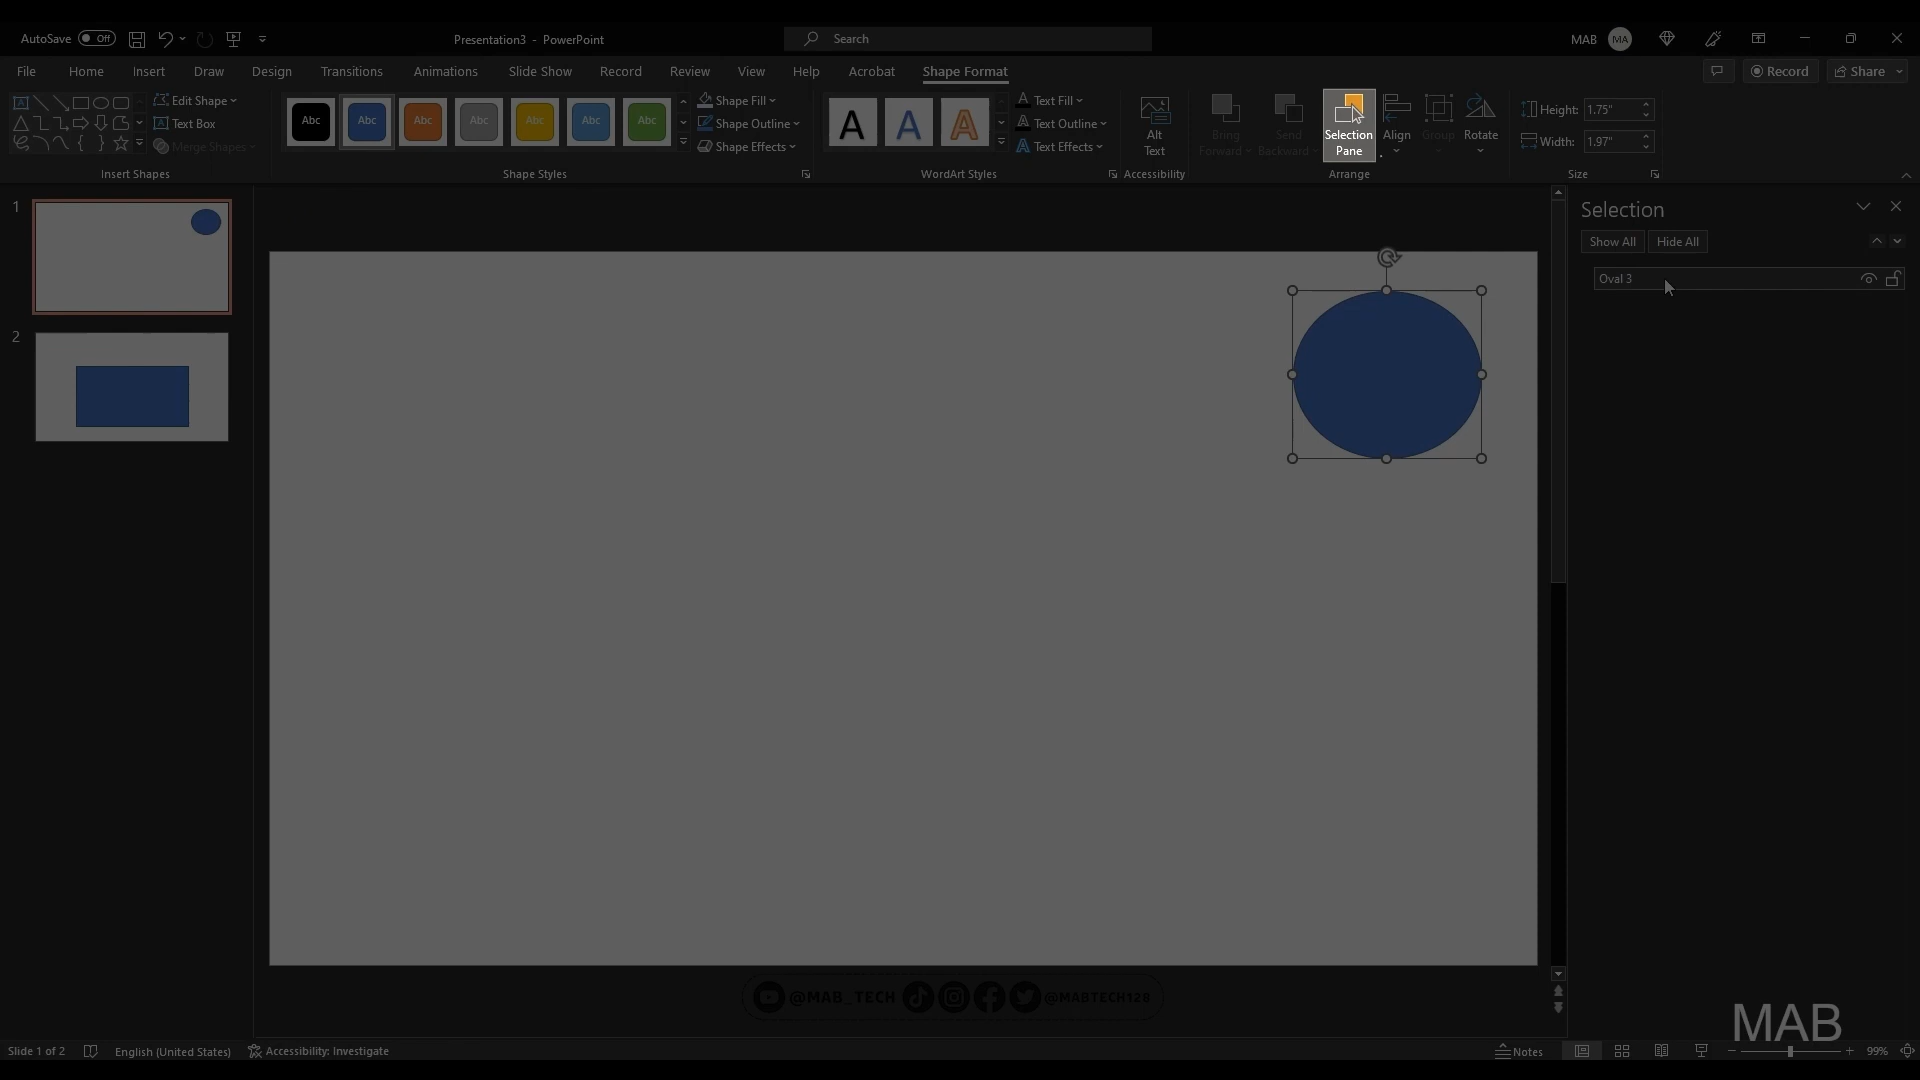 AutoSave Off
Presentation3 - PowerPoint
Search
MAB MA
File Home Insert Draw Design Transitions Animations Slide Show Record Review View Help Acrobat Shape Format
Record Share
Edit Shape
Text Box
Merge Shapes
Insert Shapes
Abc Abc Abc Abc Abc Abc Abc
Shape Fill
Shape Outline
Shape Effects
Shape Styles
A A A
Text Fill
Text Outline
Text Effects
WordArt Styles
Alt
Text
Accessibility
Bring
Forward
Send
Backward
Selection
Pane
Align
Group
Rotate
Arrange
Height: 1.75"
Width: 1.97"
Size
1
2
Selection
Show All Hide All
Oval 3
@MAB_TECH @MABTECH128
MAB
Slide 1 of 2 English (United States) Accessibility: Investigate
Notes
99%